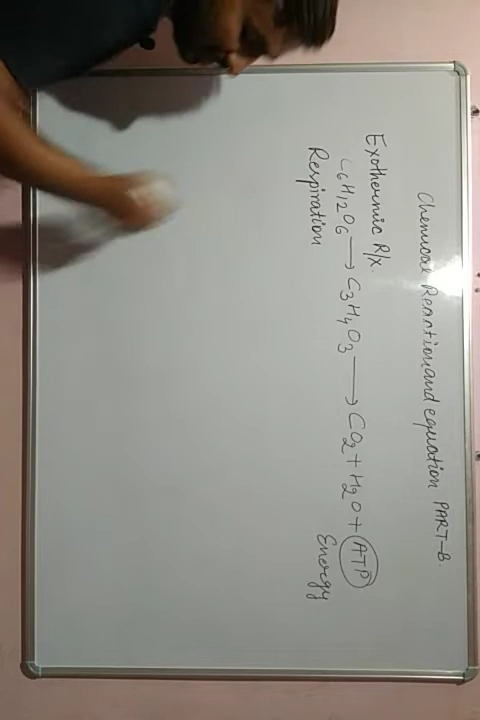 Chemical Reaction and equation PART-B.
Exothermic R/x.
C6H12O6 → C3H4O3 → CO2 + H2O + ATP
Respiration Energy